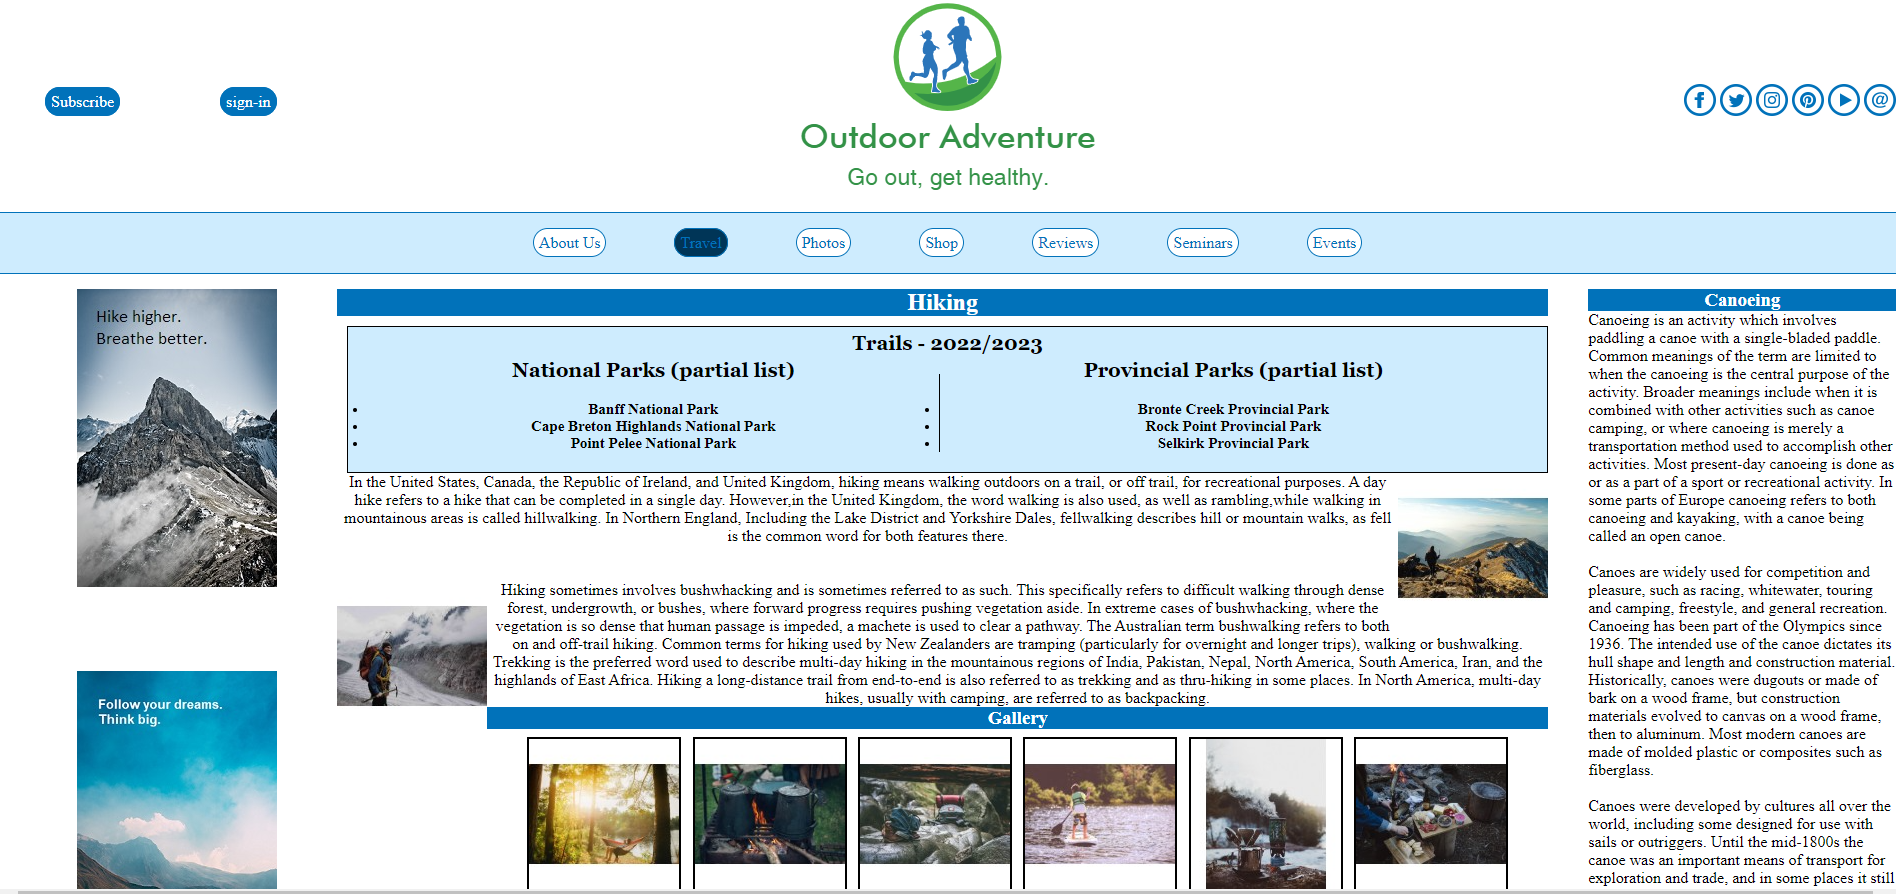 Outdoor Adventure
Go out, get healthy.
Subscribe
sign-in
About Us
Travel
Photos
Shop
Reviews
Seminars
Events
Hike higher.
Breathe better.
Follow your dreams.
Think big.
Hiking
Trails - 2022/2023
National Parks (partial list)
Banff National Park
Cape Breton Highlands National Park
Point Pelee National Park
Provincial Parks (partial list)
Bronte Creek Provincial Park
Rock Point Provincial Park
Selkirk Provincial Park
In the United States, Canada, the Republic of Ireland, and United Kingdom, hiking means walking outdoors on a trail, or off trail, for recreational purposes. A day
hike refers to a hike that can be completed in a single day. However,in the United Kingdom, the word walking is also used, as well as rambling,while walking in
mountainous areas is called hillwalking. In Northern England, Including the Lake District and Yorkshire Dales, fellwalking describes hill or mountain walks, as fell
is the common word for both features there.
Hiking sometimes involves bushwhacking and is sometimes referred to as such. This specifically refers to difficult walking through dense
forest, undergrowth, or bushes, where forward progress requires pushing vegetation aside. In extreme cases of bushwhacking, where the
vegetation is so dense that human passage is impeded, a machete is used to clear a pathway. The Australian term bushwalking refers to both
on and off-trail hiking. Common terms for hiking used by New Zealanders are tramping (particularly for overnight and longer trips), walking or bushwalking.
Trekking is the preferred word used to describe multi-day hiking in the mountainous regions of India, Pakistan, Nepal, North America, South America, Iran, and the
highlands of East Africa. Hiking a long-distance trail from end-to-end is also referred to as trekking and as thru-hiking in some places. In North America, multi-day
hikes, usually with camping, are referred to as backpacking.
Gallery
Canoeing
Canoeing is an activity which involves
paddling a canoe with a single-bladed paddle.
Common meanings of the term are limited to
when the canoeing is the central purpose of the
activity. Broader meanings include when it is
combined with other activities such as canoe
camping, or where canoeing is merely a
transportation method used to accomplish other
activities. Most present-day canoeing is done as
or as a part of a sport or recreational activity. In
some parts of Europe canoeing refers to both
canoeing and kayaking, with a canoe being
called an open canoe.
Canoes are widely used for competition and
pleasure, such as racing, whitewater, touring
and camping, freestyle, and general recreation.
Canoeing has been part of the Olympics since
1936. The intended use of the canoe dictates its
hull shape and length and construction material.
Historically, canoes were dugouts or made of
bark on a wood frame, but construction
materials evolved to canvas on a wood frame,
then to aluminum. Most modern canoes are
made of molded plastic or composites such as
fiberglass.
Canoes were developed by cultures all over the
world, including some designed for use with
sails or outriggers. Until the mid-1800s the
canoe was an important means of transport for
exploration and trade, and in some places it still